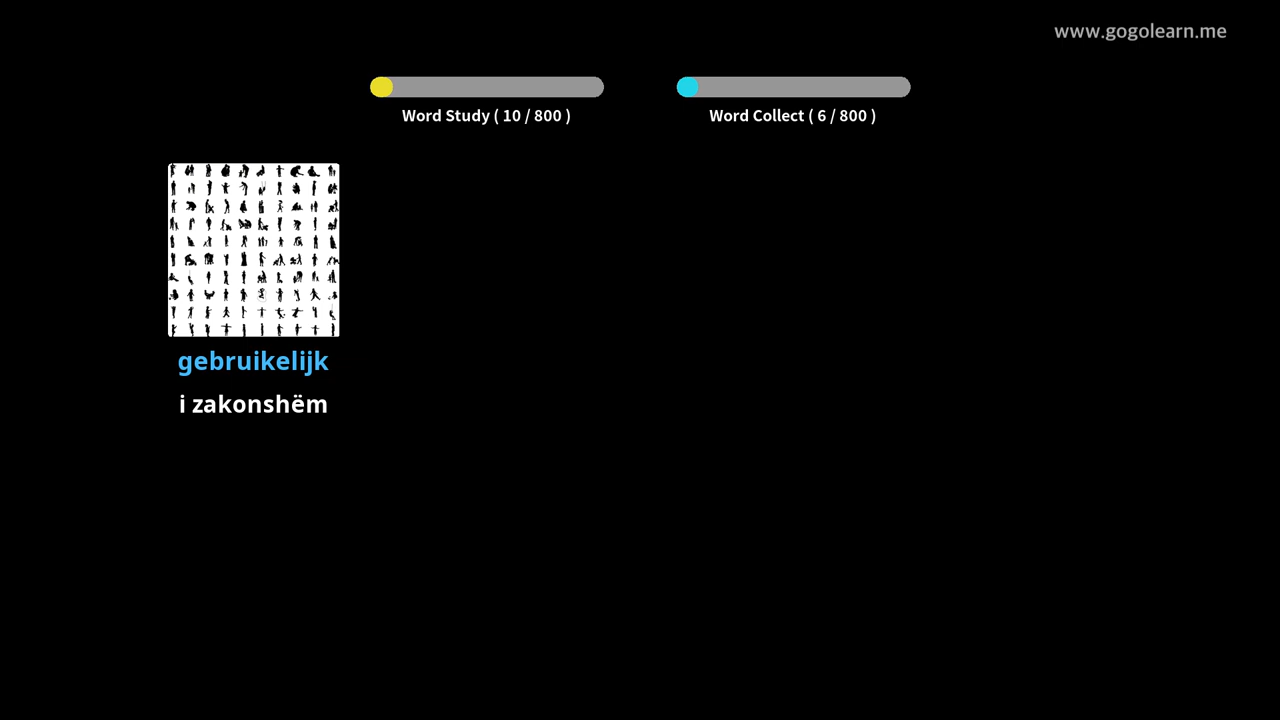 www.gogolearn.me
Word Study ( 10 / 800 )
Word Collect ( 6 / 800 )
gebruikelijk
i zakonshëm